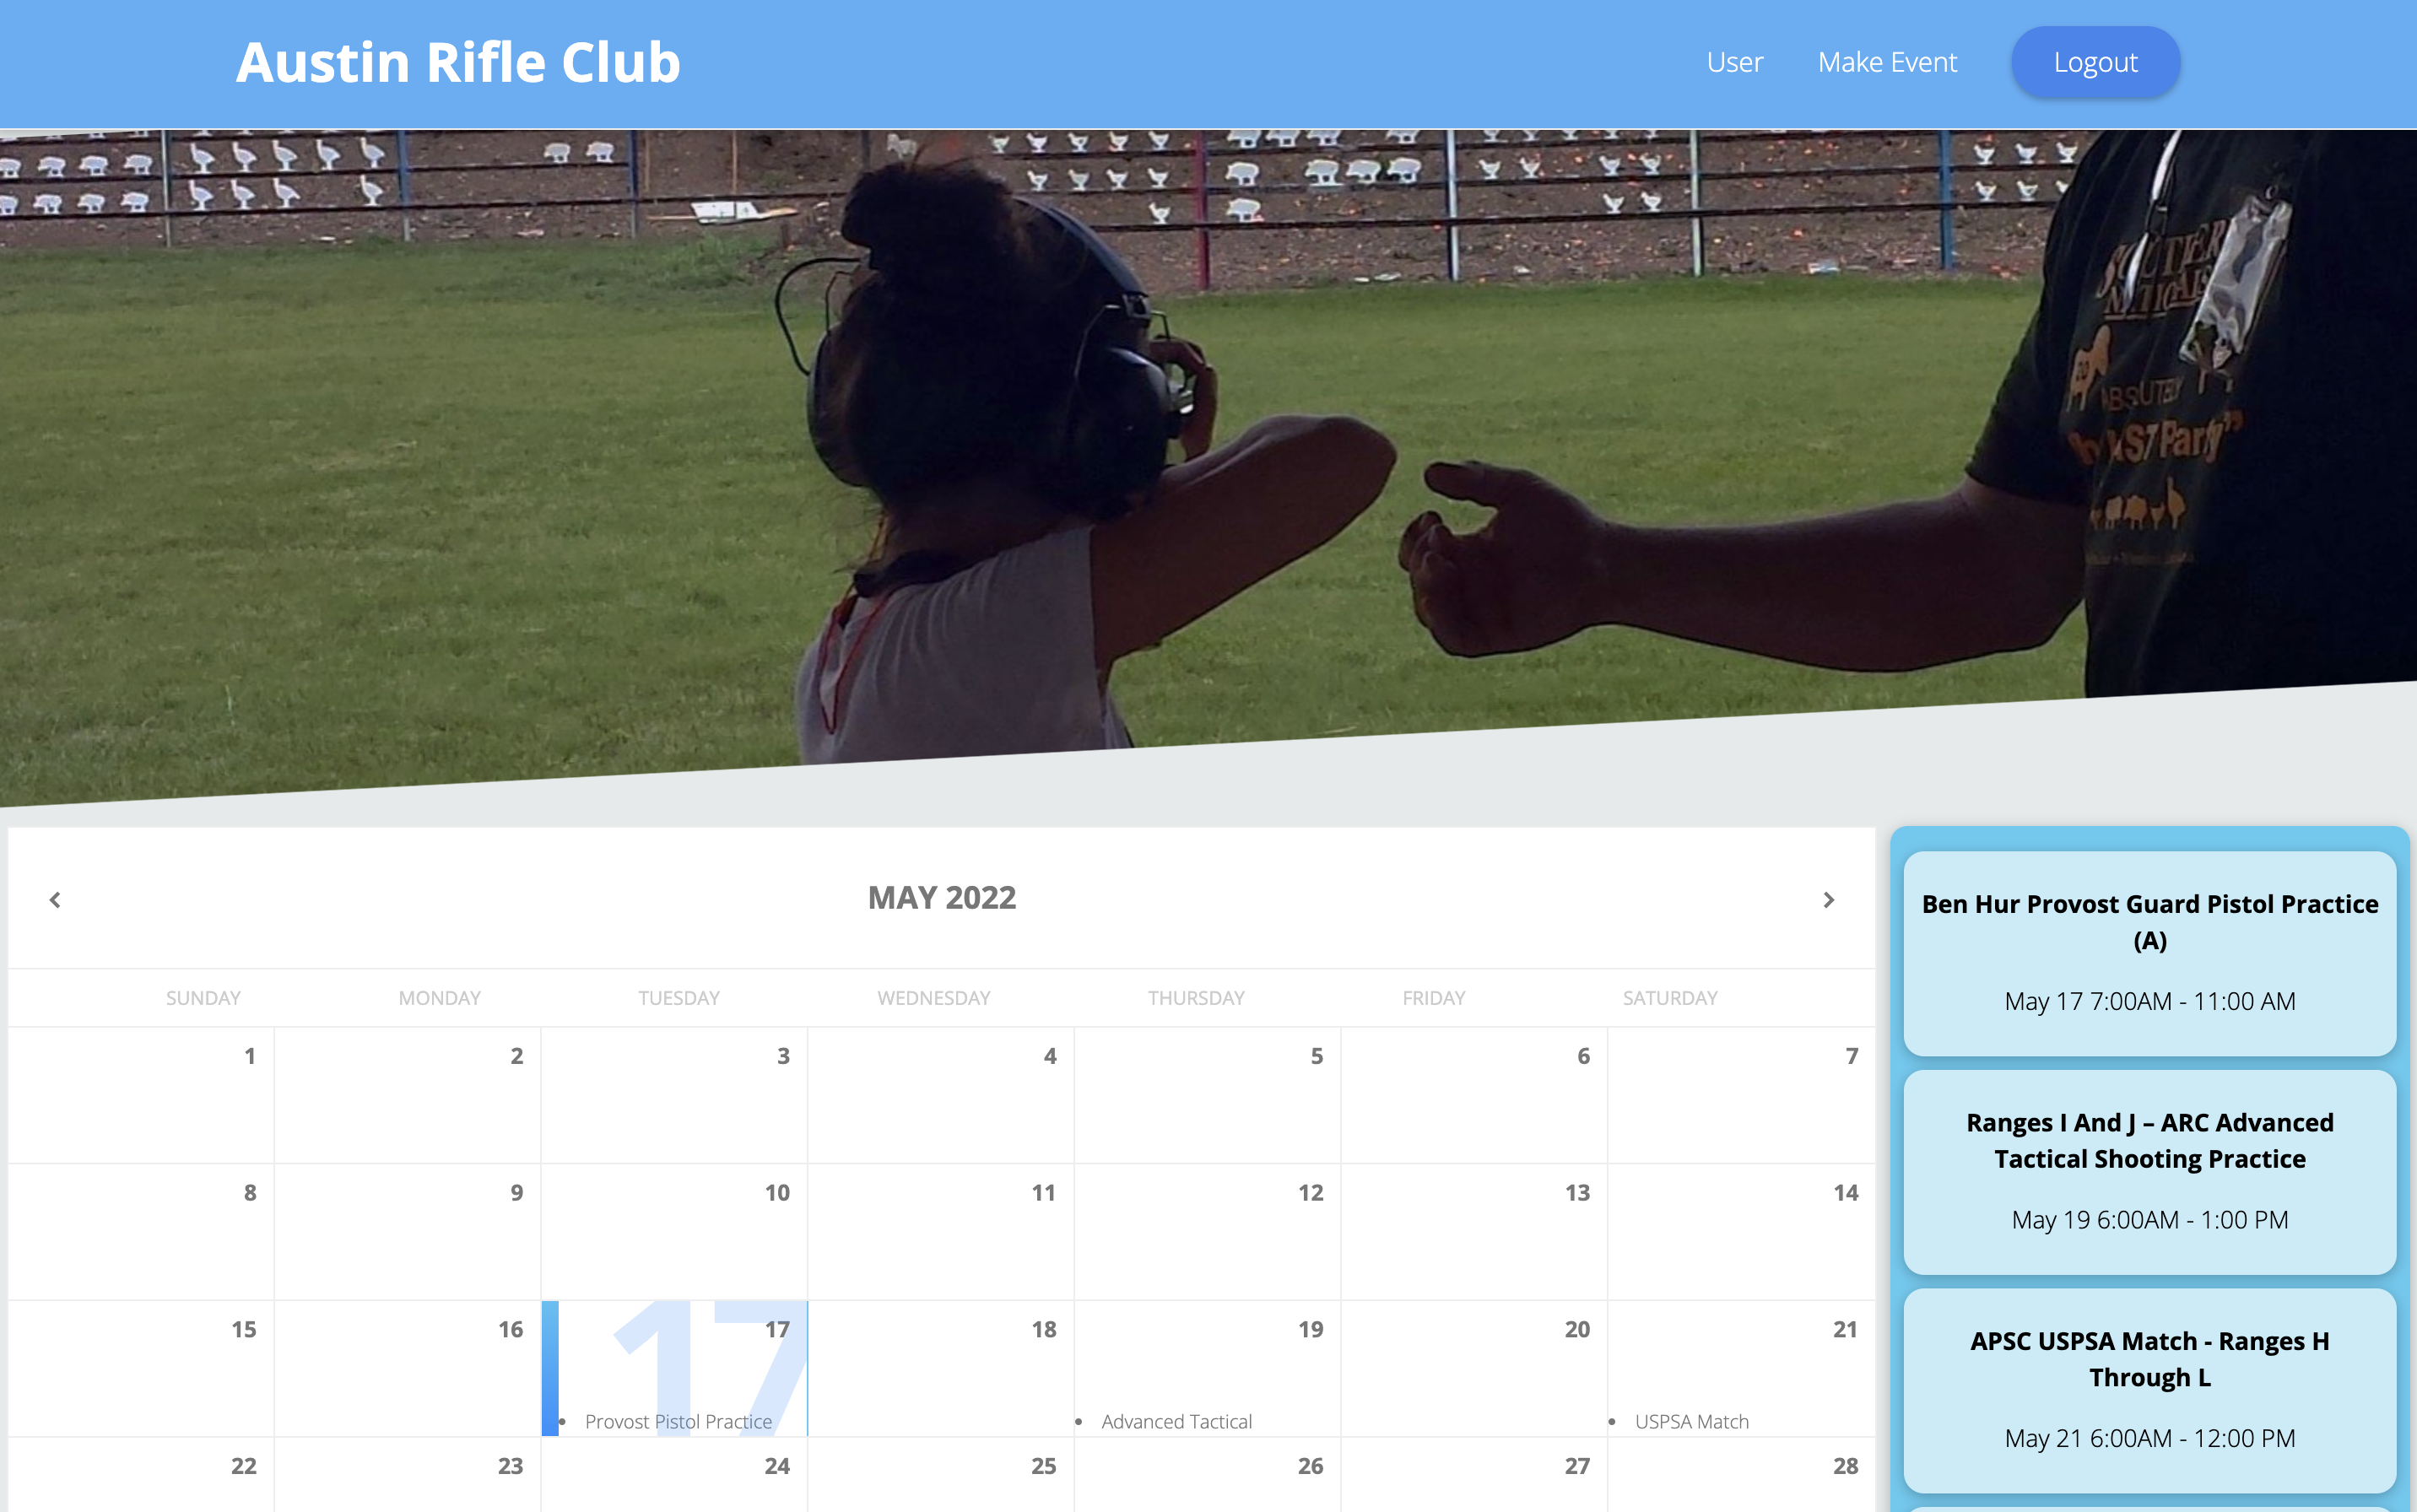 Austin Rifle Club
User Make Event Logout
ABSOLUTELY
Party”
MAY 2022
SUNDAY MONDAY TUESDAY WEDNESDAY THURSDAY FRIDAY SATURDAY
1 2 3 4 5 6 7
8 9 10 11 12 13 14
15 16 17 17 18 19 20 21
Provost Pistol Practice
Advanced Tactical
USPSA Match
22 23 24 25 26 27 28
Ben Hur Provost Guard Pistol Practice
(A)
May 17 7:00AM - 11:00 AM
Ranges I And J – ARC Advanced
Tactical Shooting Practice
May 19 6:00AM - 1:00 PM
APSC USPSA Match - Ranges H
Through L
May 21 6:00AM - 12:00 PM